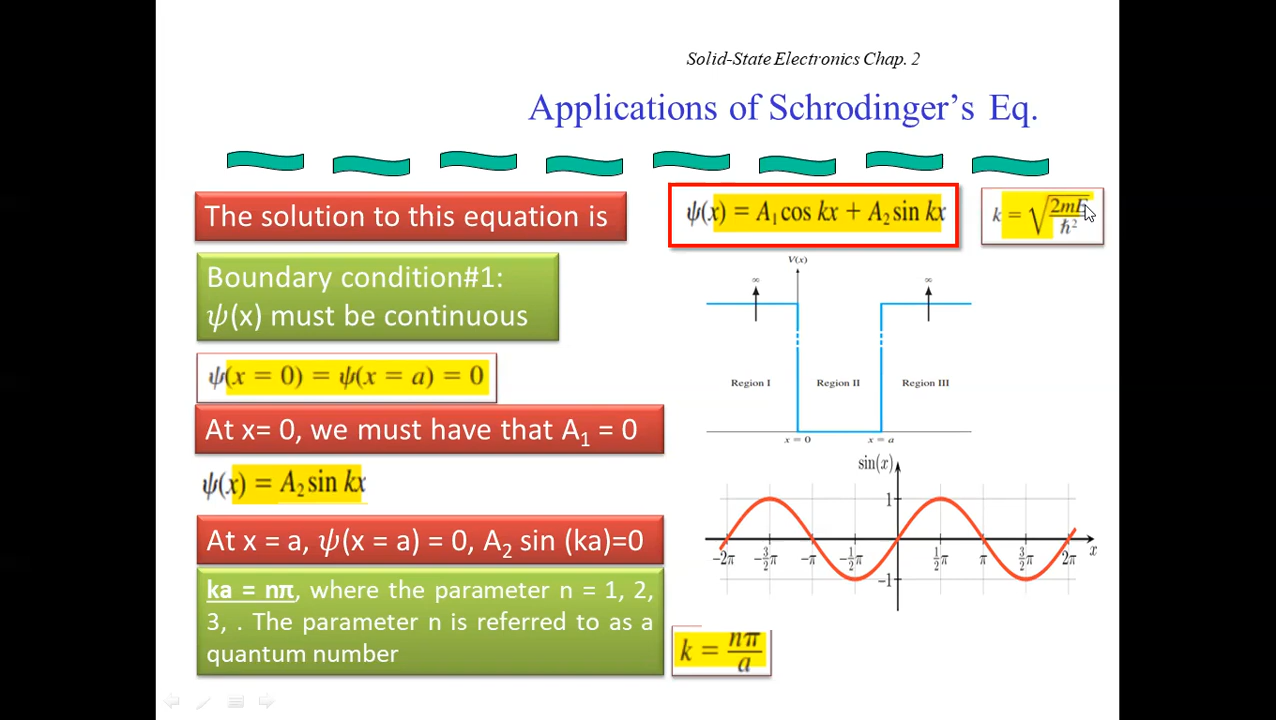 Solid-State Electronics Chap. 2
Applications of Schrodinger's Eq.
The solution to this equation is
ψ(x) = A₁ cos kx + A₂ sin kx
k = √(2mE/ħ²)
Boundary condition#1:
ψ(x) must be continuous
ψ(x = 0) = ψ(x = a) = 0
At x= 0, we must have that A₁ = 0
ψ(x) = A₂ sin kx
At x = a, ψ(x = a) = 0, A₂ sin (ka)=0
ka = nπ, where the parameter n = 1, 2,
3, . The parameter n is referred to as a
quantum number
k = nπ/a
V(x)
∞ ∞
Region I Region II Region III
x = 0 x = a
sin(x)
1
−2π −3/2π −π −1/2π 1/2π π 3/2π 2π x
−1